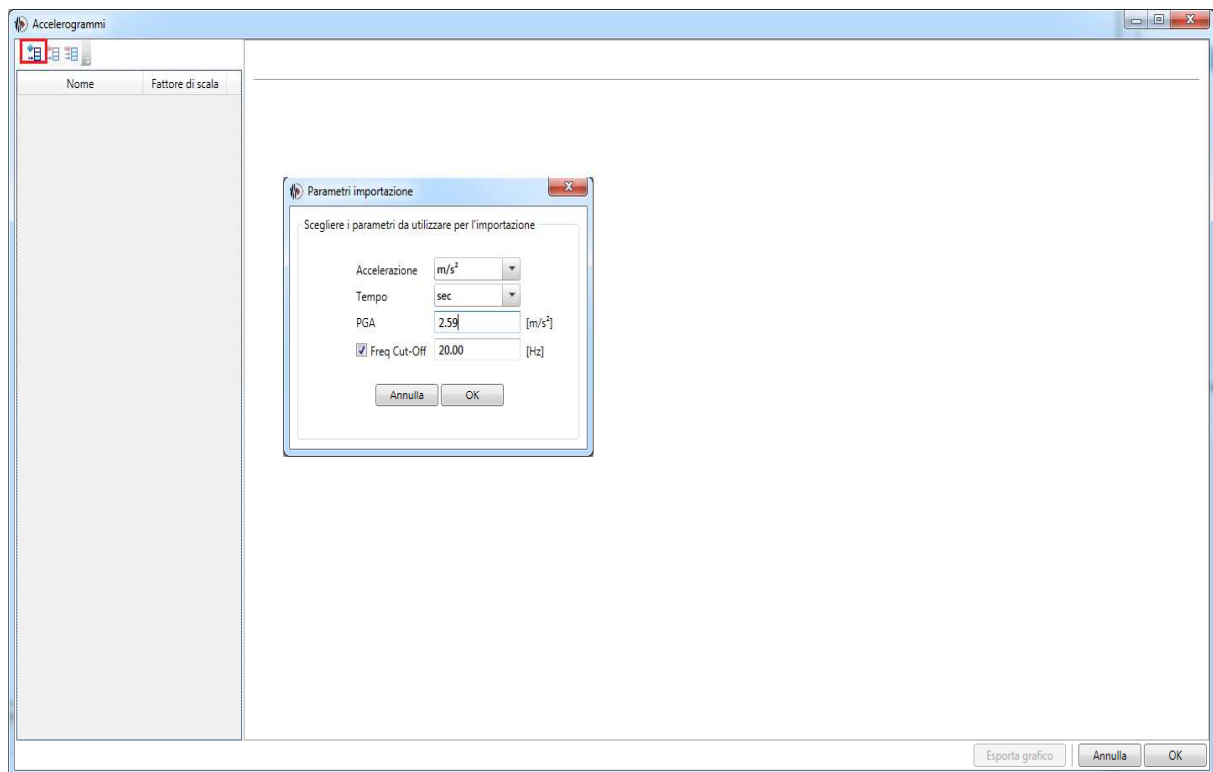 Accelerogrammi
Nome Fattore di scala
Parametri importazione
Scegliere i parametri da utilizzare per l'importazione
Accelerazione m/s²
Tempo sec
PGA 2.59 [m/s²]
Freq Cut-Off 20.00 [Hz]
Annulla OK
Esporta grafico Annulla OK